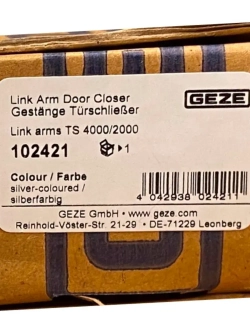 Link Arm Door Closer
Gestänge Türschließer
GEZE
Link arms TS 4000/2000
102421
1
Colour / Farbe
silver-coloured /
silberfarbig
4 042938 024211
GEZE GmbH • www.geze.com
Reinhold-Vöster-Str. 21-29 • DE-71229 Leonberg